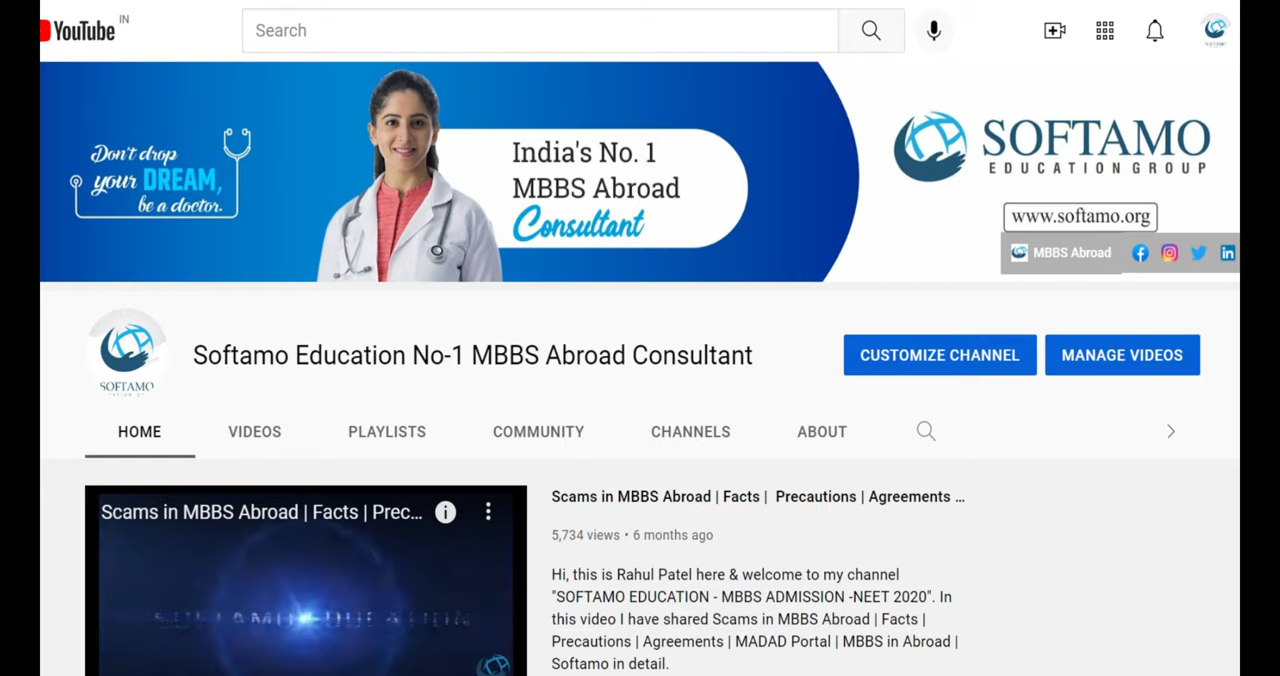 YouTube IN
Search
Don't drop
your DREAM,
be a doctor.
India's No. 1
MBBS Abroad
Consultant
SOFTAMO
EDUCATION GROUP
www.softamo.org
MBBS Abroad
SOFTAMO
Softamo Education No-1 MBBS Abroad Consultant
CUSTOMIZE CHANNEL
MANAGE VIDEOS
HOME VIDEOS PLAYLISTS COMMUNITY CHANNELS ABOUT
Scams in MBBS Abroad | Facts | Prec...
Scams in MBBS Abroad | Facts | Precautions | Agreements ...
5,734 views • 6 months ago
Hi, this is Rahul Patel here & welcome to my channel
"SOFTAMO EDUCATION - MBBS ADMISSION -NEET 2020". In
this video I have shared Scams in MBBS Abroad | Facts |
Precautions | Agreements | MADAD Portal | MBBS in Abroad |
Softamo in detail.